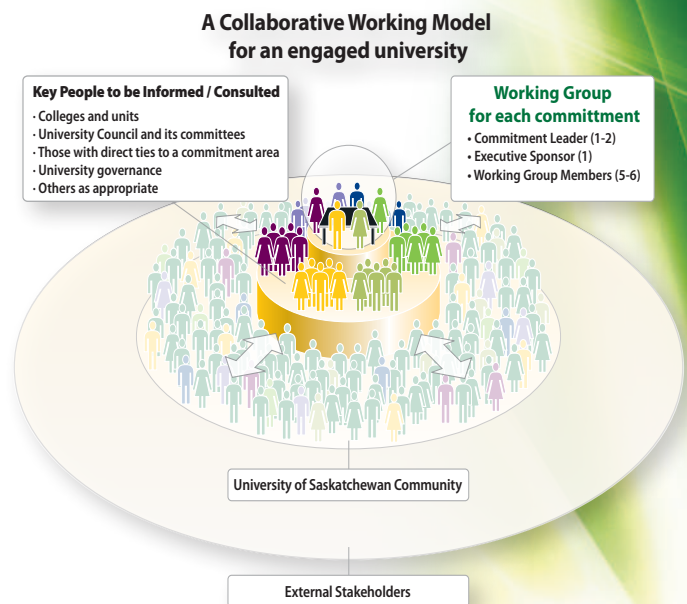 A Collaborative Working Model
for an engaged university
Key People to be Informed / Consulted
· Colleges and units
· University Council and its committees
· Those with direct ties to a commitment area
· University governance
· Others as appropriate
Working Group
for each committment
• Commitment Leader (1-2)
• Executive Sponsor (1)
• Working Group Members (5-6)
University of Saskatchewan Community
External Stakeholders